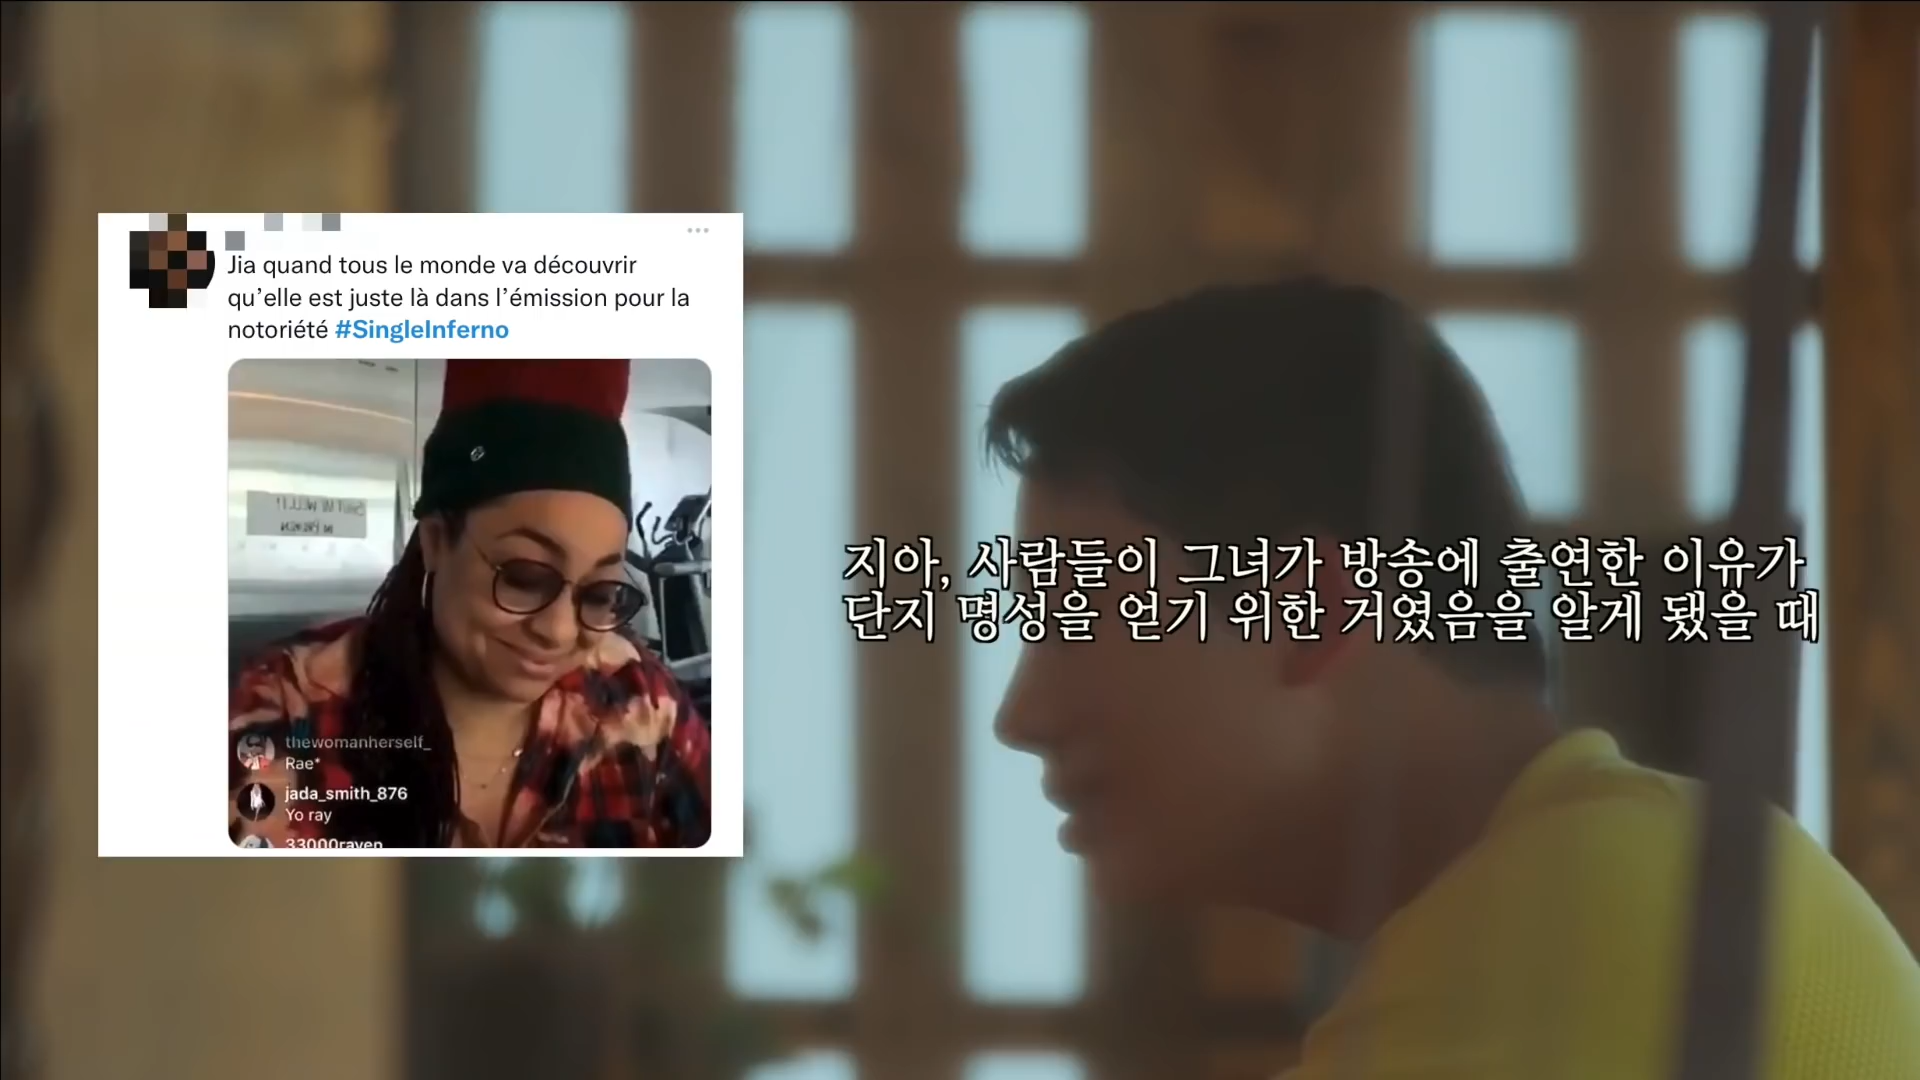 Jia quand tous le monde va découvrir
qu’elle est juste là dans l’émission pour la
notoriété #SingleInferno
thewomanherself_
Rae*
jada_smith_876
Yo ray
33000raven
지아, 사람들이 그녀가 방송에 출연한 이유가
단지 명성을 얻기 위한 거였음을 알게 됐을 때